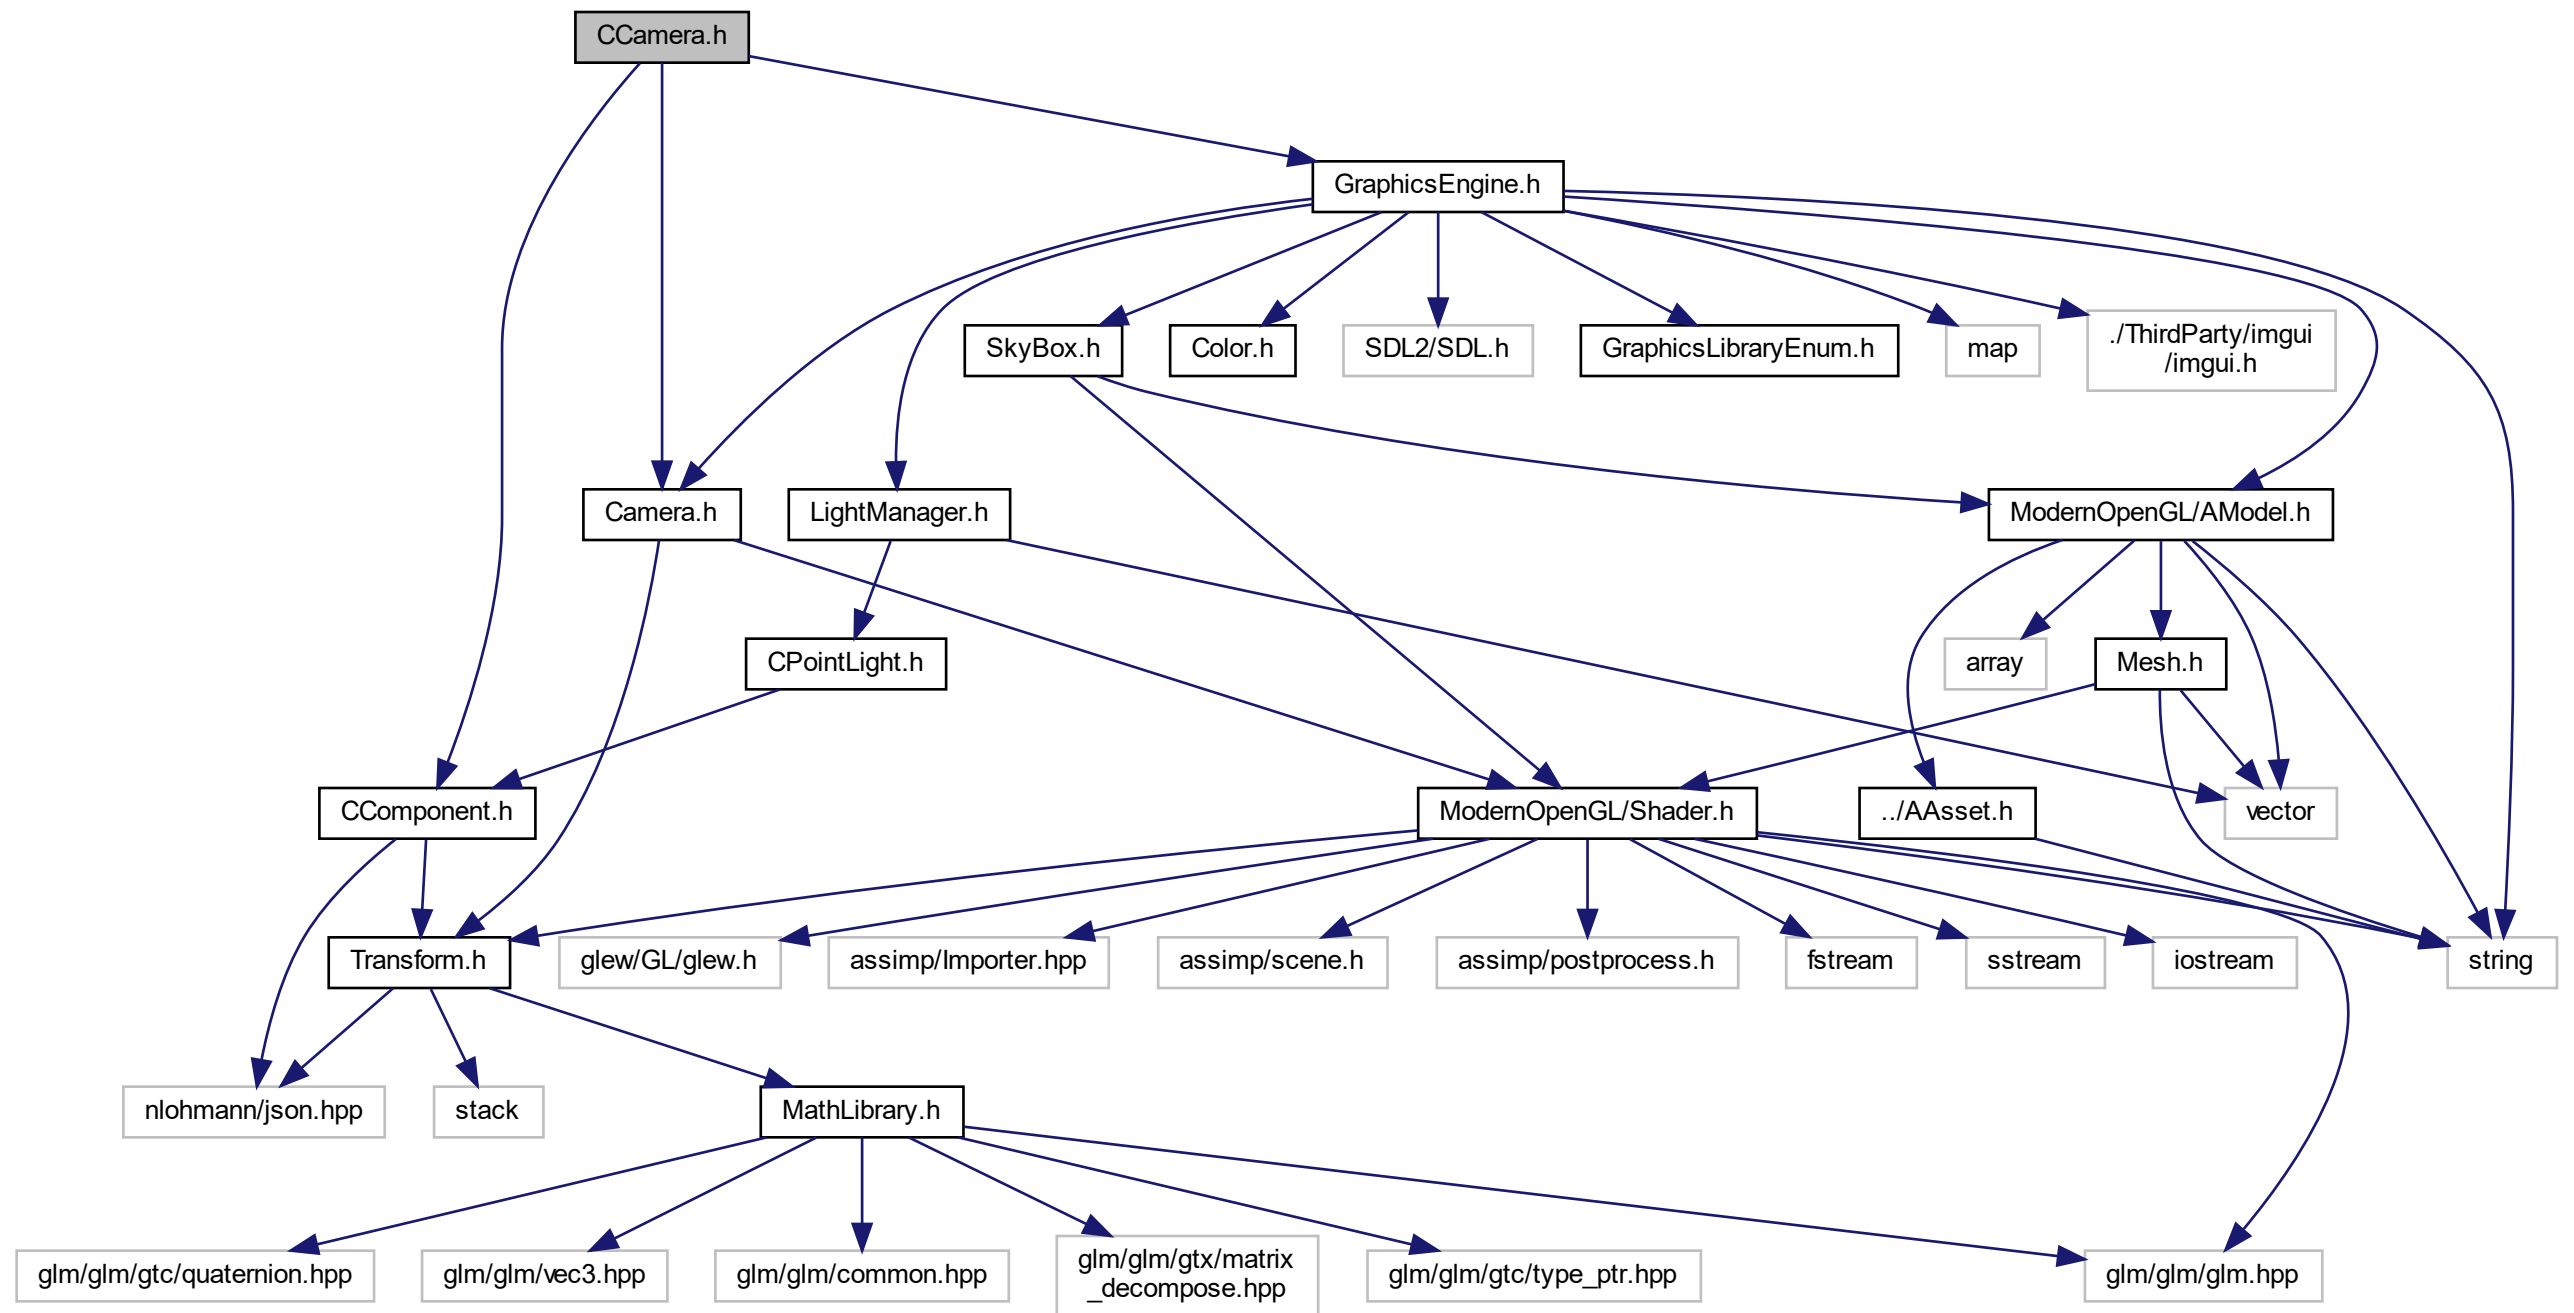 CCamera.h
GraphicsEngine.h
SkyBox.h
Color.h
SDL2/SDL.h
GraphicsLibraryEnum.h
map
./ThirdParty/imgui
/imgui.h
Camera.h
LightManager.h
ModernOpenGL/AModel.h
CPointLight.h
array
Mesh.h
CComponent.h
ModernOpenGL/Shader.h
../AAsset.h
vector
Transform.h
glew/GL/glew.h
assimp/Importer.hpp
assimp/scene.h
assimp/postprocess.h
fstream
sstream
iostream
string
nlohmann/json.hpp
stack
MathLibrary.h
glm/glm/gtc/quaternion.hpp
glm/glm/vec3.hpp
glm/glm/common.hpp
glm/glm/gtx/matrix
_decompose.hpp
glm/glm/gtc/type_ptr.hpp
glm/glm/glm.hpp